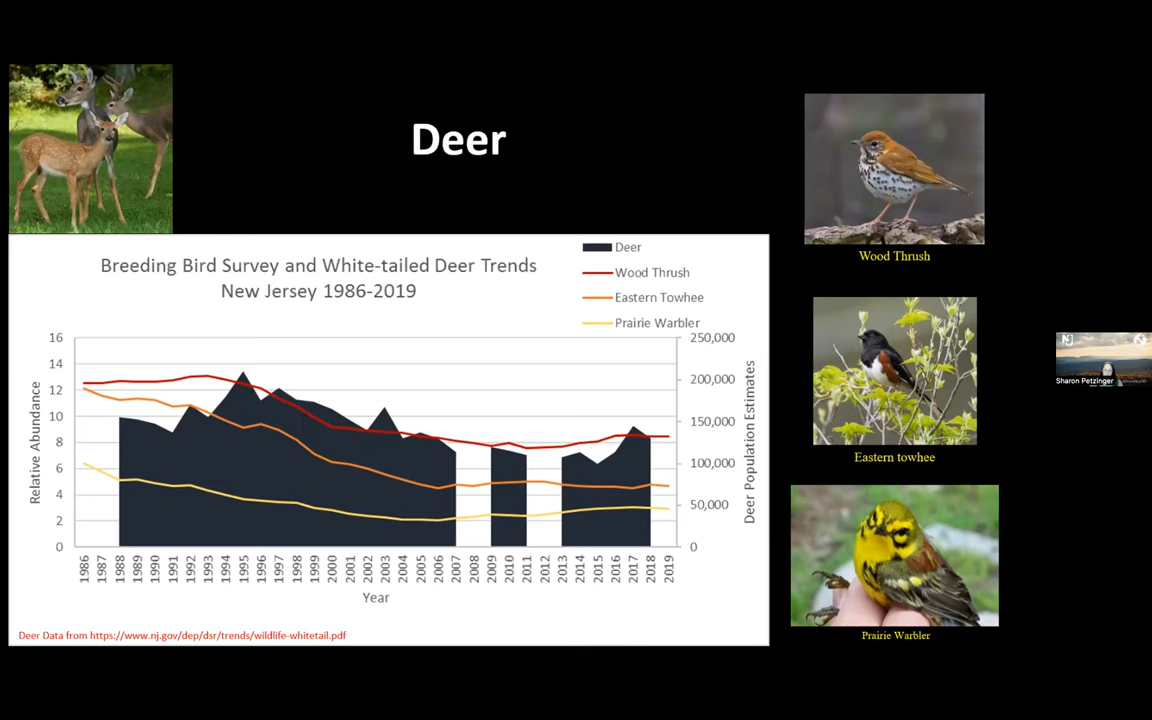 Deer
Breeding Bird Survey and White-tailed Deer Trends
New Jersey 1986-2019
Deer
Wood Thrush
Eastern Towhee
Prairie Warbler
Relative Abundance
16
14
12
10
8
6
4
2
0
250,000
200,000
150,000
100,000
50,000
0
Deer Population Estimates
1986 1987 1988 1989 1990 1991 1992 1993 1994 1995 1996 1997 1998 1999 2000 2001 2002 2003 2004 2005 2006 2007 2008 2009 2010 2011 2012 2013 2014 2015 2016 2017 2018 2019
Year
Deer Data from https://www.nj.gov/dep/dsr/trends/wildlife-whitetail.pdf
Wood Thrush
Eastern towhee
Prairie Warbler
NJ
Sharon Petzinger